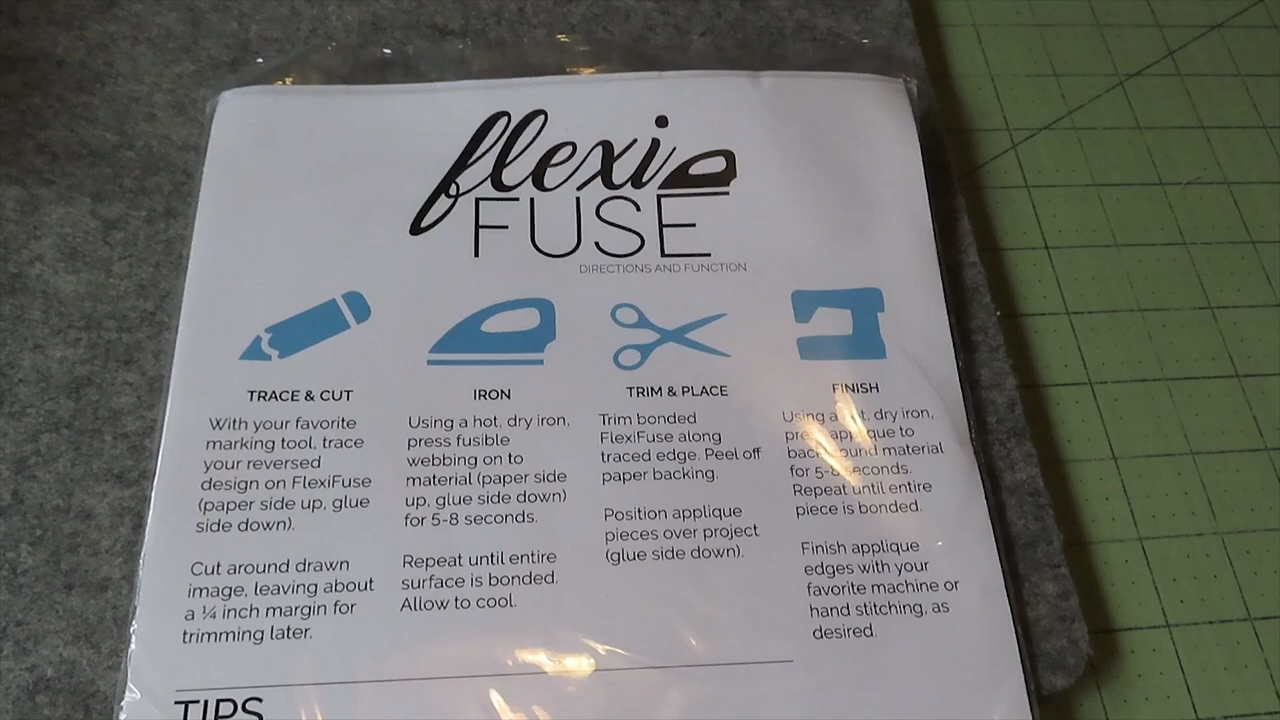 flexi
FUSE
DIRECTIONS AND FUNCTION
TRACE & CUT
With your favorite
marking tool, trace
your reversed
design on FlexiFuse
(paper side up, glue
side down).
Cut around drawn
image, leaving about
a ¼ inch margin for
trimming later.
IRON
Using a hot, dry iron,
press fusible
webbing on to
material (paper side
up, glue side down)
for 5-8 seconds.
Repeat until entire
surface is bonded.
Allow to cool.
TRIM & PLACE
Trim bonded
FlexiFuse along
traced edge. Peel off
paper backing.
Position applique
pieces over project
(glue side down).
FINISH
Using a hot, dry iron,
press applique to
background material
for 5-8 seconds.
Repeat until entire
piece is bonded.
Finish applique
edges with your
favorite machine or
hand stitching, as
desired.
TIPS